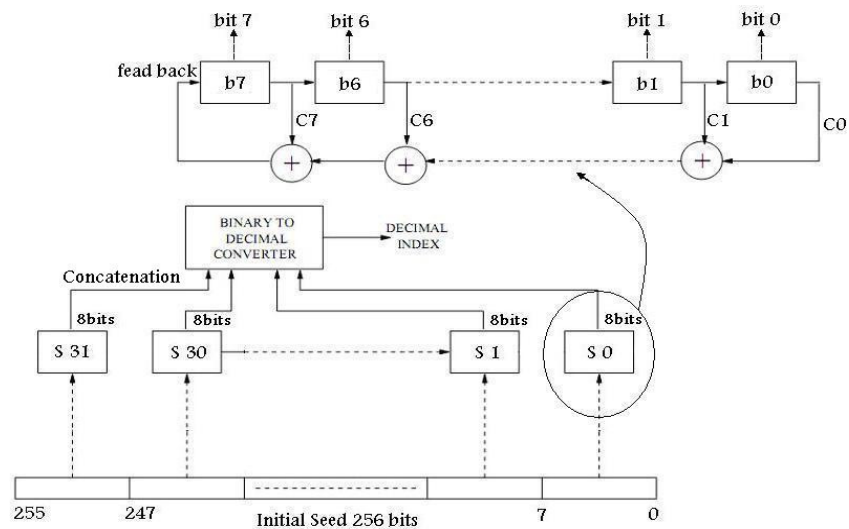 bit 7 bit 6 bit 1 bit 0
fead back
b7 b6 b1 b0
C7 C6 C1 C0
+ + +
BINARY TO
DECIMAL
CONVERTER
DECIMAL
INDEX
Concatenation
8bits 8bits 8bits 8bits
S 31 S 30 S 1 S 0
255 247 7 0
Initial Seed 256 bits